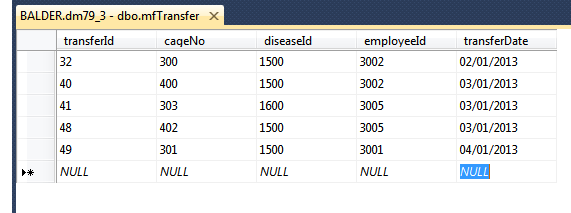 BALDER.dm79_3 - dbo.mfTransfer
transferId cageNo diseaseId employeeId transferDate
32 300 1500 3002 02/01/2013
40 400 1500 3002 03/01/2013
41 303 1600 3005 03/01/2013
48 402 1500 3005 03/01/2013
49 301 1500 3001 04/01/2013
NULL NULL NULL NULL NULL